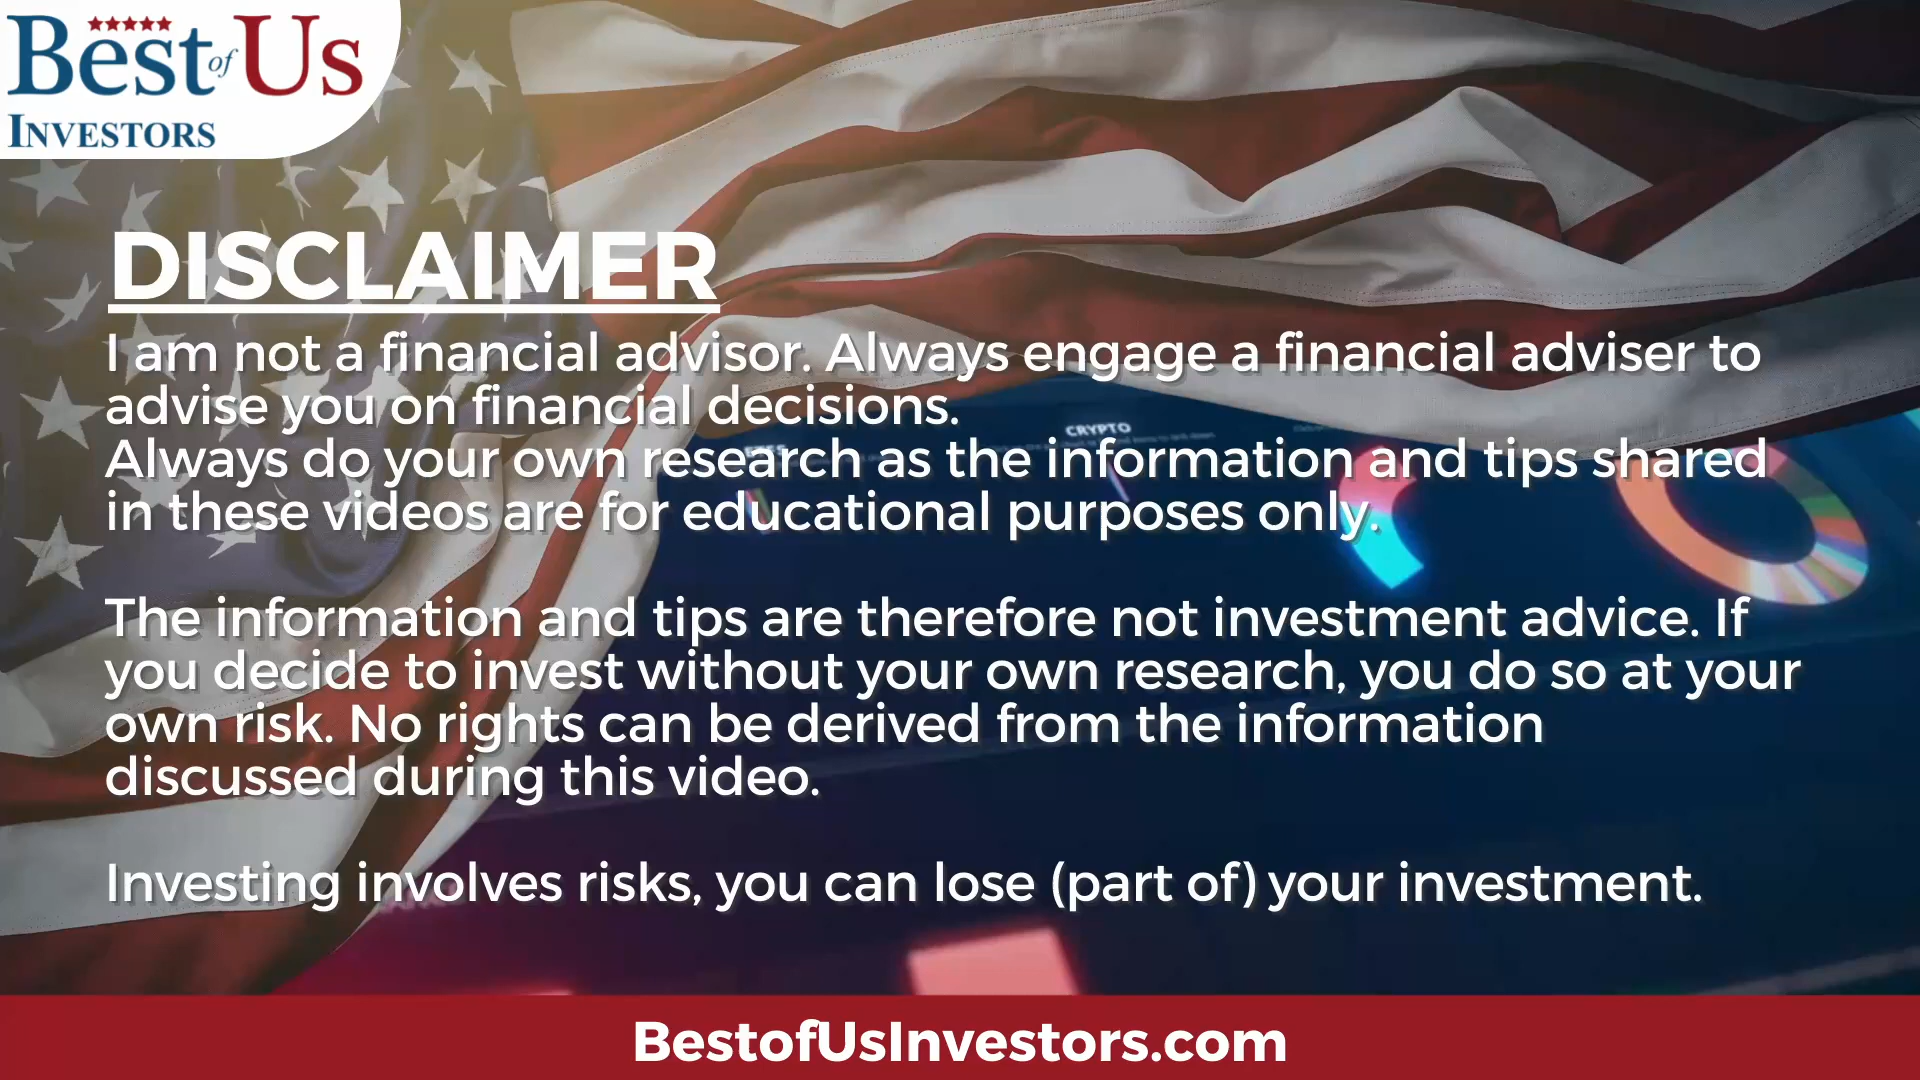 Best of Us
INVESTORS
DISCLAIMER
I am not a financial advisor. Always engage a financial adviser to
advise you on financial decisions.
CRYPTO
Always do your own research as the information and tips shared
in these videos are for educational purposes only.
The information and tips are therefore not investment advice. If
you decide to invest without your own research, you do so at your
own risk. No rights can be derived from the information
discussed during this video.
Investing involves risks, you can lose (part of) your investment.
BestofUsInvestors.com